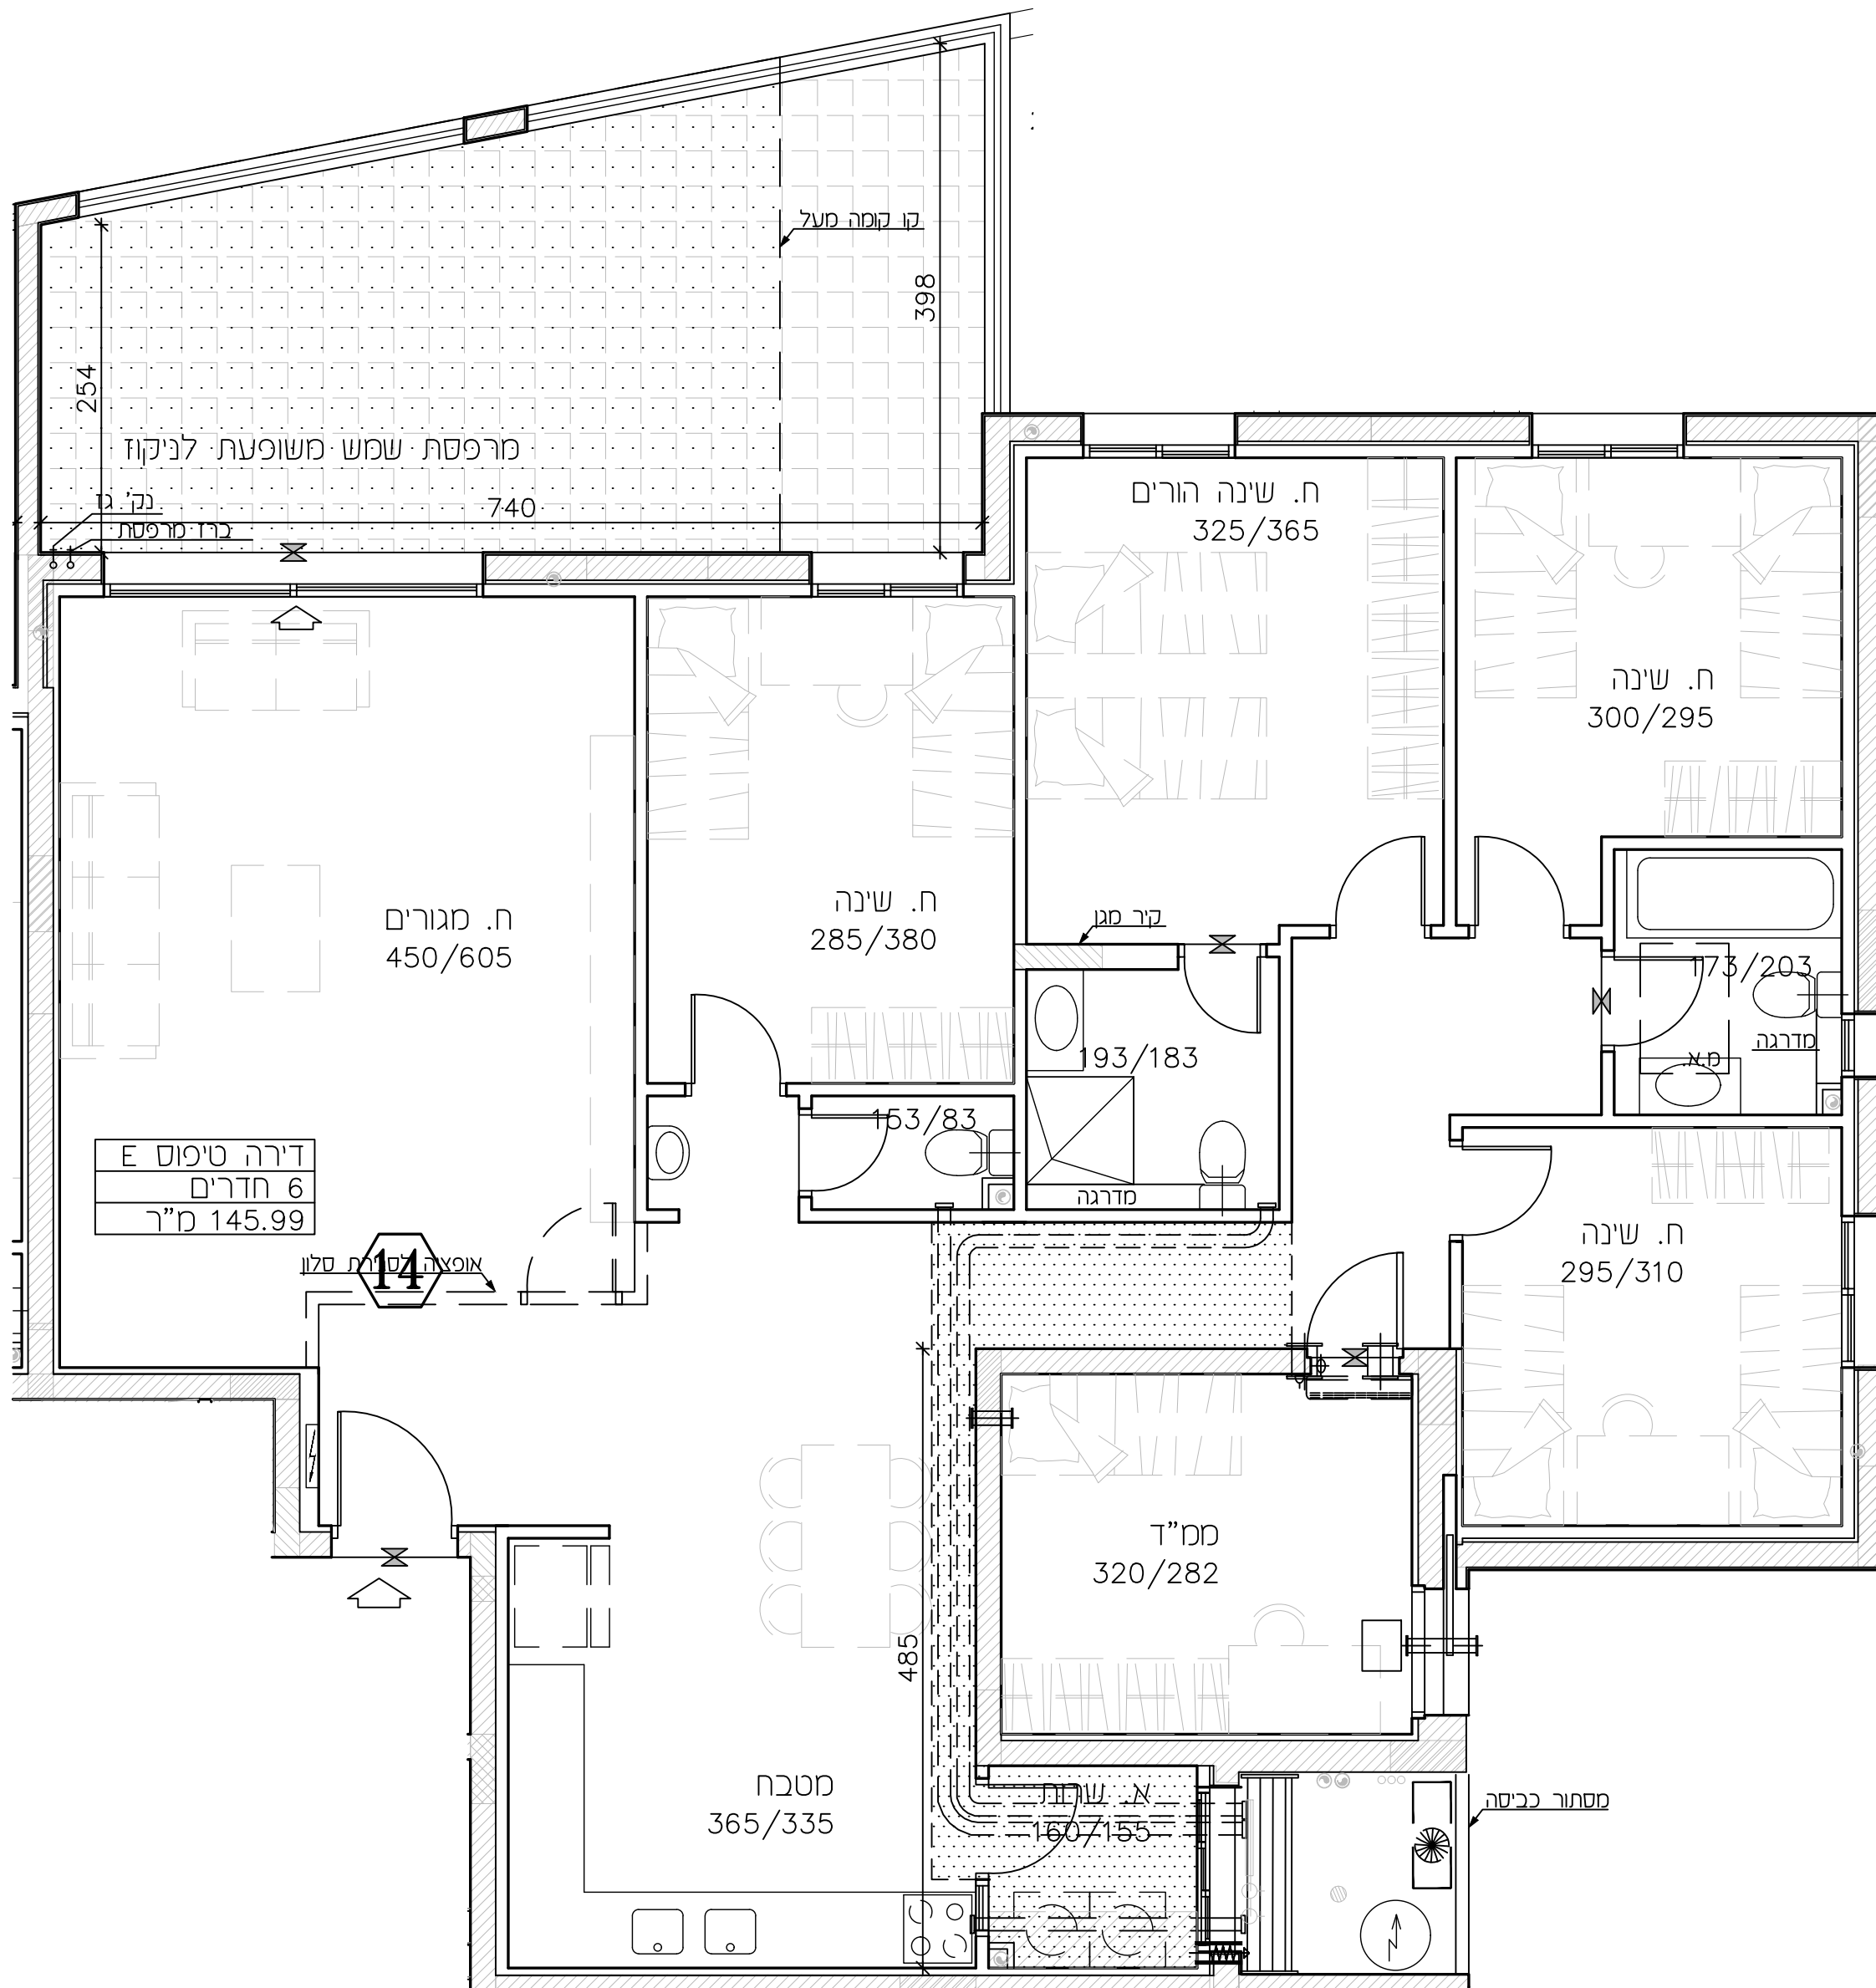 קו קומה מעל
398
254
מרפסת שמש משופעת לניקוז
נק' גז
ברז מרפסת
740
ח. שינה הורים
325/365
ח. שינה
300/295
ח. מגורים
450/605
ח. שינה
285/380
קיר מגן
173/203
מדרגה
מ.א.
193/183
מדרגה
153/83
דירה טיפוס E
6 חדרים
145.99 מ"ר
14
אופציה לסגירת סלון
ח. שינה
295/310
ממ"ד
320/282
485
מטבח
365/335
א. שרות
160/155
מסתור כביסה